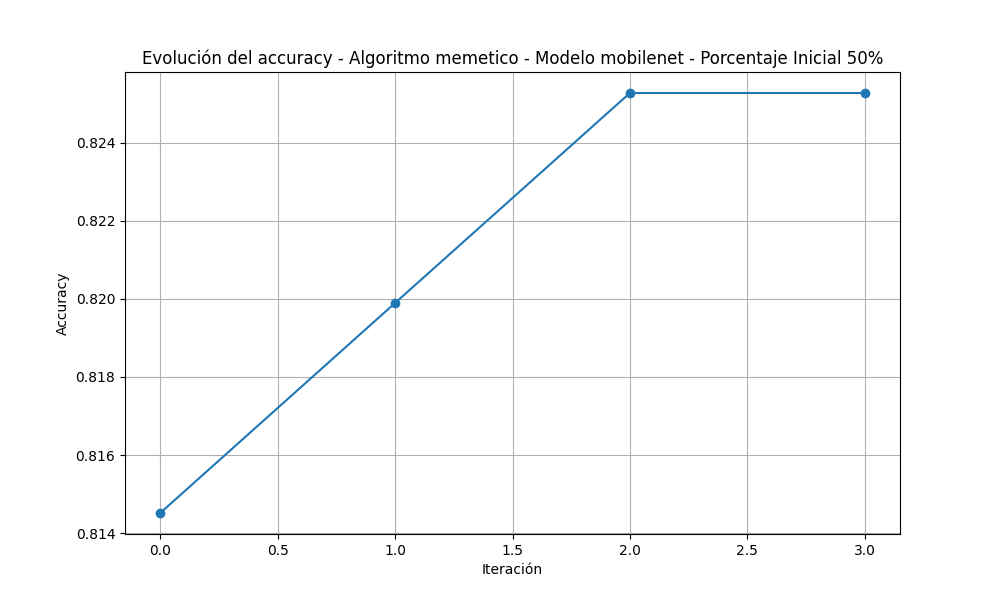 Evolución del accuracy - Algoritmo memetico - Modelo mobilenet - Porcentaje Inicial 50%
0.824
0.822
0.820
0.818
0.816
0.814
Accuracy
0.0 0.5 1.0 1.5 2.0 2.5 3.0
Iteración